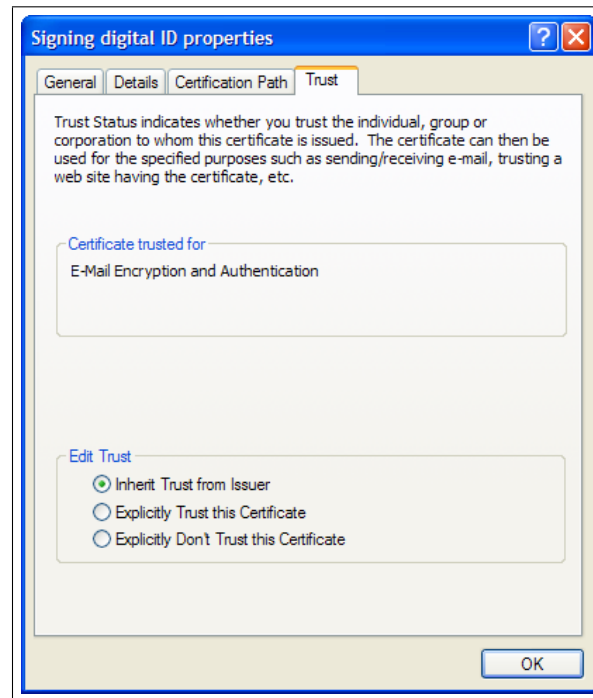 Signing digital ID properties
General Details Certification Path Trust
Trust Status indicates whether you trust the individual, group or
corporation to whom this certificate is issued. The certificate can then be
used for the specified purposes such as sending/receiving e-mail, trusting a
web site having the certificate, etc.
Certificate trusted for
E-Mail Encryption and Authentication
Edit Trust
Inherit Trust from Issuer
Explicitly Trust this Certificate
Explicitly Don't Trust this Certificate
OK